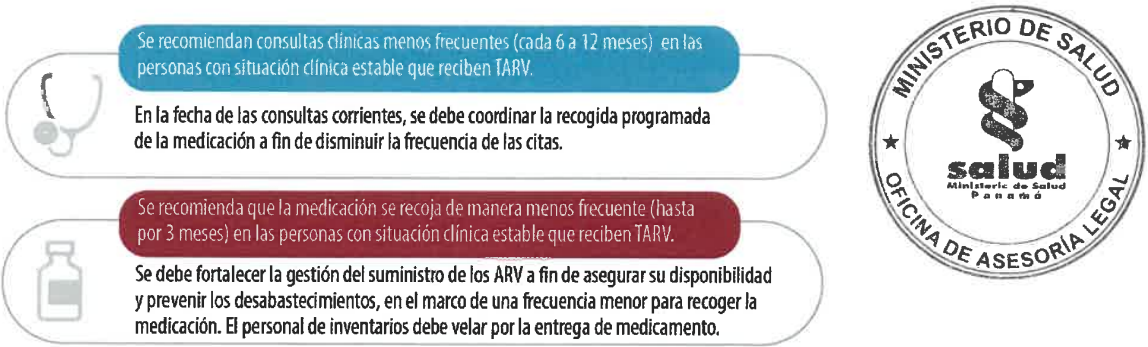 Se recomiendan consultas clínicas menos frecuentes (cada 6 a 12 meses) en las
personas con situación clínica estable que reciben TARV.
En la fecha de las consultas corrientes, se debe coordinar la recogida programada
de la medicación a fin de disminuir la frecuencia de las citas.
Se recomienda que la medicación se recoja de manera menos frecuente (hasta
por 3 meses) en las personas con situación clínica estable que reciben TARV.
Se debe fortalecer la gestión del suministro de los ARV a fin de asegurar su disponibilidad
y prevenir los desabastecimientos, en el marco de una frecuencia menor para recoger la
medicación. El personal de inventarios debe velar por la entrega de medicamento.
MINISTERIO DE SALUD
salud
Ministerio de Salud
Panamá
OFICINA DE ASESORÍA LEGAL